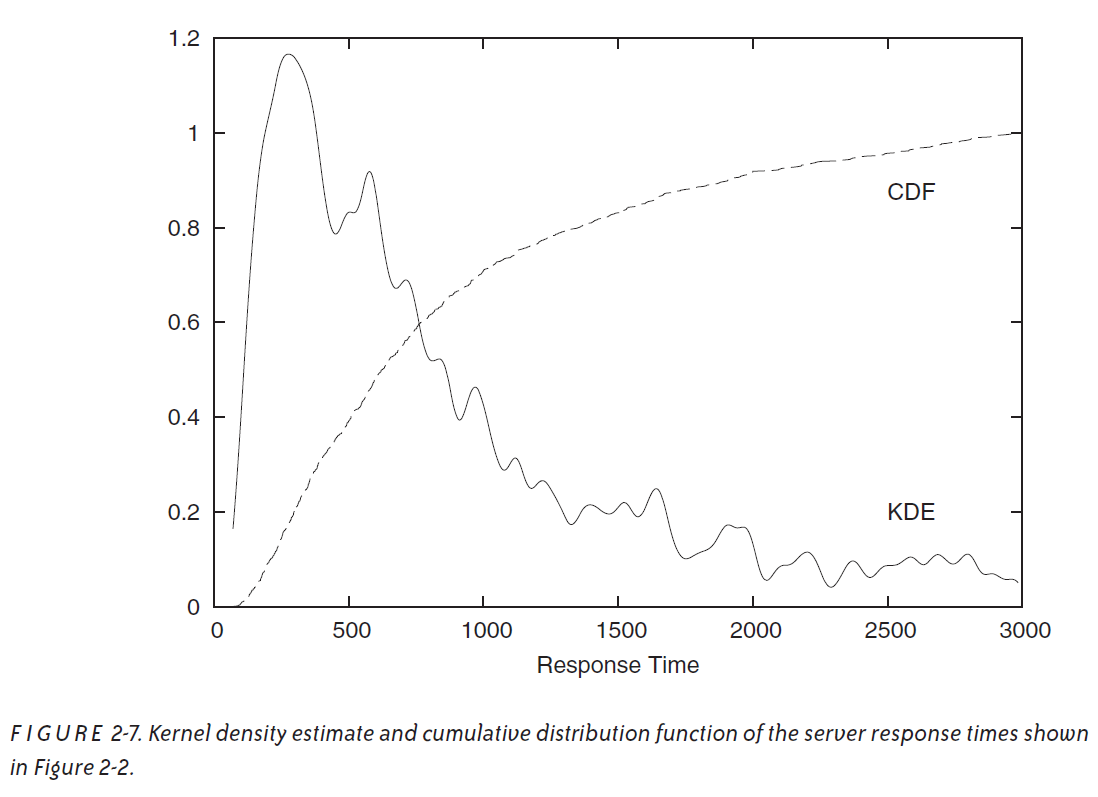 1.2
1
0.8
CDF
0.6
0.4
0.2
KDE
0
0 500 1000 1500 2000 2500 3000
Response Time
FIGURE 2-7. Kernel density estimate and cumulative distribution function of the server response times shown
in Figure 2-2.